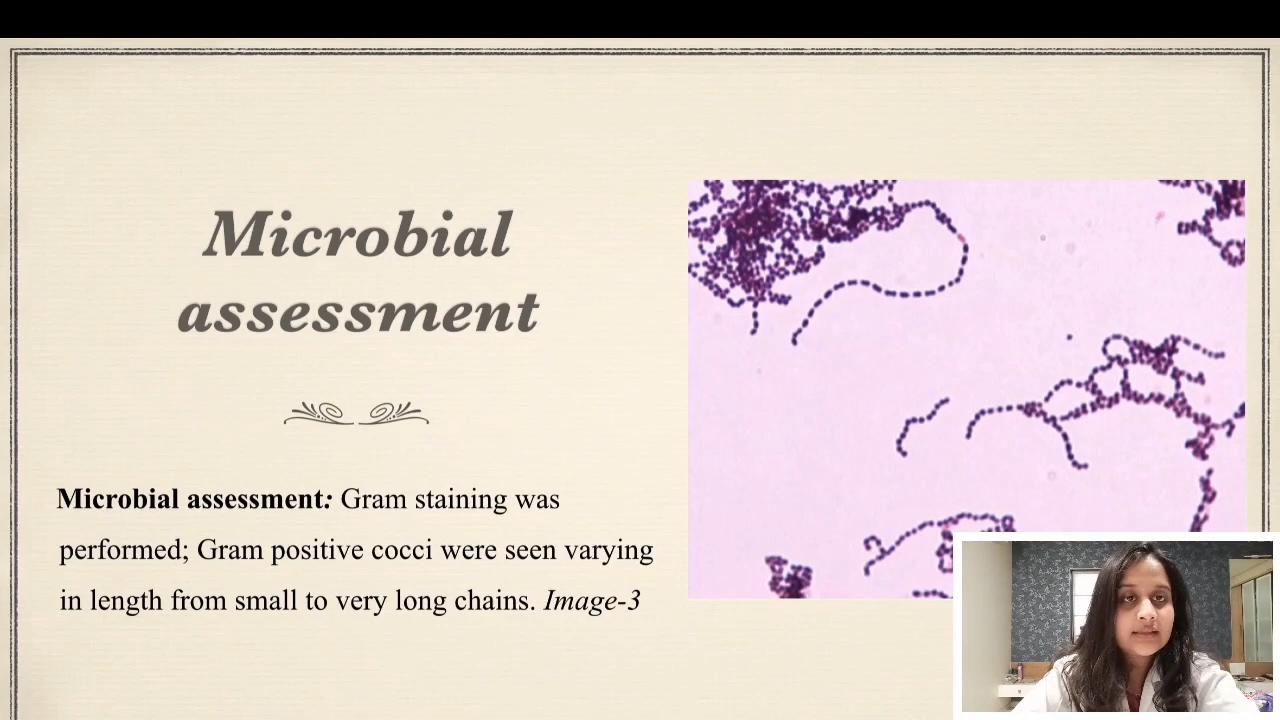 Microbial
assessment
Microbial assessment: Gram staining was
performed; Gram positive cocci were seen varying
in length from small to very long chains. Image-3